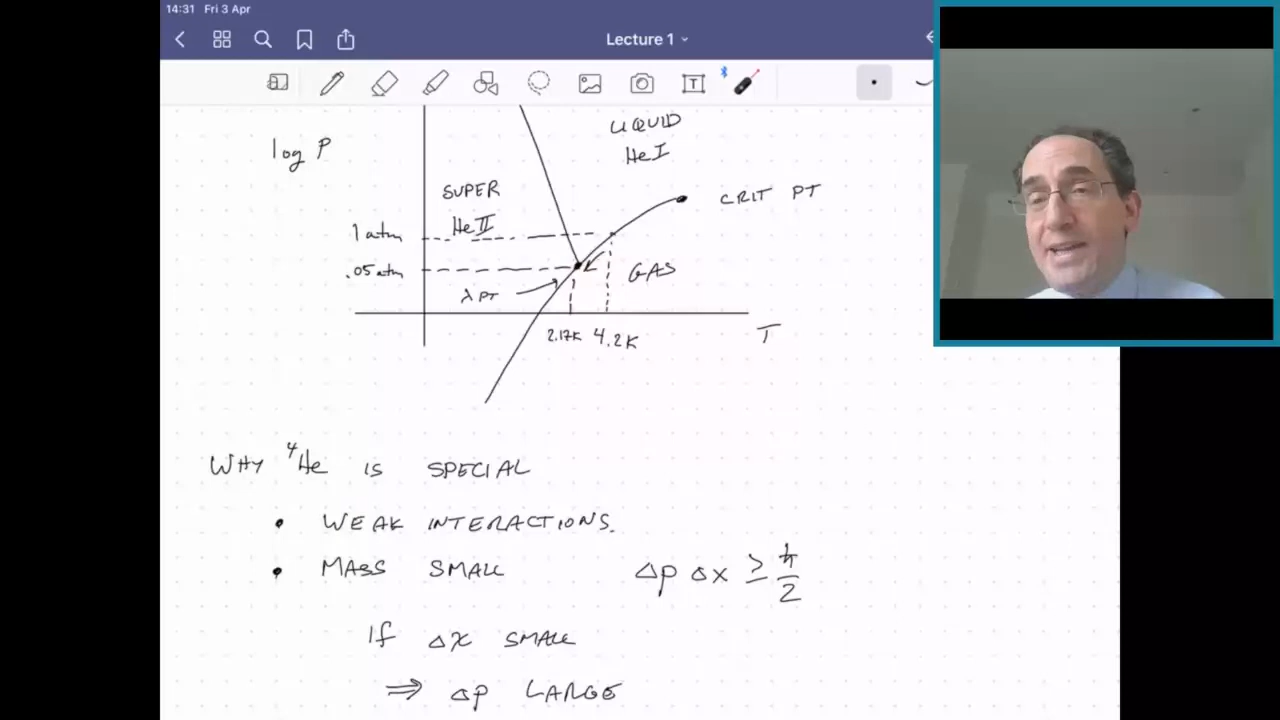 14:31 Fri 3 Apr
Lecture 1
T
log P
LIQUID
He I
SUPER
He II
CRIT PT
1 atm
.05 atm
GAS
λ PT
2.17K 4.2K
T
WHY ⁴He IS SPECIAL
• WEAK INTERACTIONS.
• MASS SMALL Δp Δx ≥ ℏ/2
If Δx SMALL
⇒ Δp LARGE